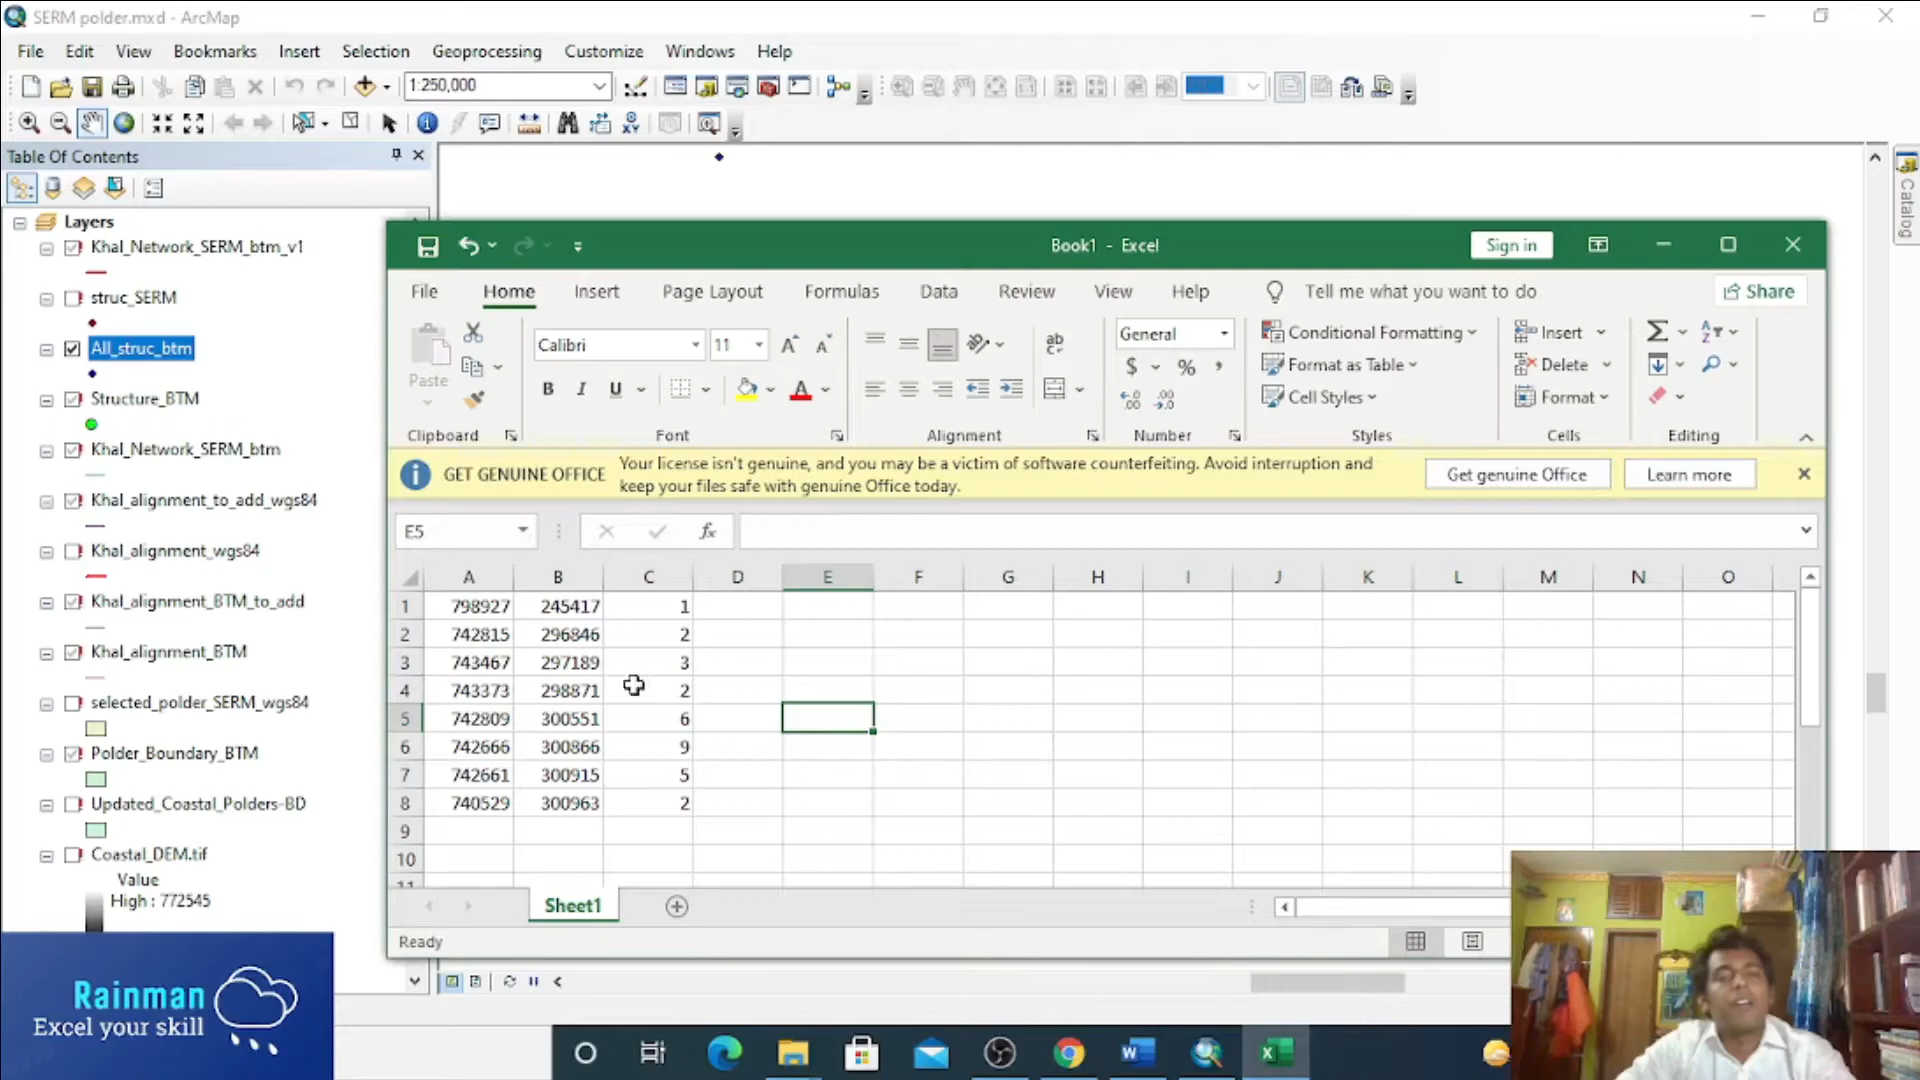 SERM polder.mxd - ArcMap
File Edit View Bookmarks Insert Selection Geoprocessing Customize Windows Help
1:250,000
Table Of Contents
Layers
Khal_Network_SERM_btm_v1
struc_SERM
All_struc_btm
Structure_BTM
Khal_Network_SERM_btm
Khal_alignment_to_add_wgs84
Khal_alignment_wgs84
Khal_alignment_BTM_to_add
Khal_alignment_BTM
selected_polder_SERM_wgs84
Polder_Boundary_BTM
Updated_Coastal_Polders-BD
Coastal_DEM.tif
Value
High : 772545
Catalog
Book1 - Excel
Sign in
File Home Insert Page Layout Formulas Data Review View Help Tell me what you want to do Share
Paste
Clipboard
Calibri 11
B I U
Font
ab
Alignment
General
$ % ,
Number
Conditional Formatting
Format as Table
Cell Styles
Styles
Insert
Delete
Format
Cells
Editing
GET GENUINE OFFICE Your license isn't genuine, and you may be a victim of software counterfeiting. Avoid interruption and
keep your files safe with genuine Office today.
Get genuine Office Learn more
E5 fx
A B C D E F G H I J K L M N O
1 798927 245417 1
2 742815 296846 2
3 743467 297189 3
4 743373 298871 2
5 742809 300551 6
6 742666 300866 9
7 742661 300915 5
8 740529 300963 2
9
10
11
Sheet1
Ready
Rainman
Excel your skill